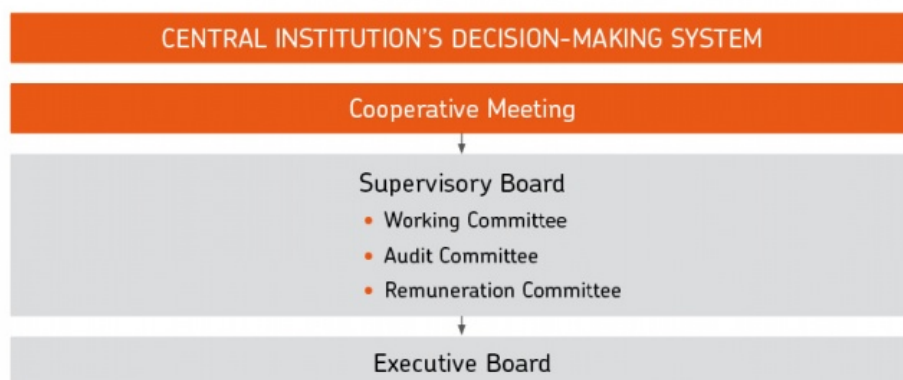 CENTRAL INSTITUTION'S DECISION-MAKING SYSTEM
Cooperative Meeting
Supervisory Board
• Working Committee
• Audit Committee
• Remuneration Committee
Executive Board